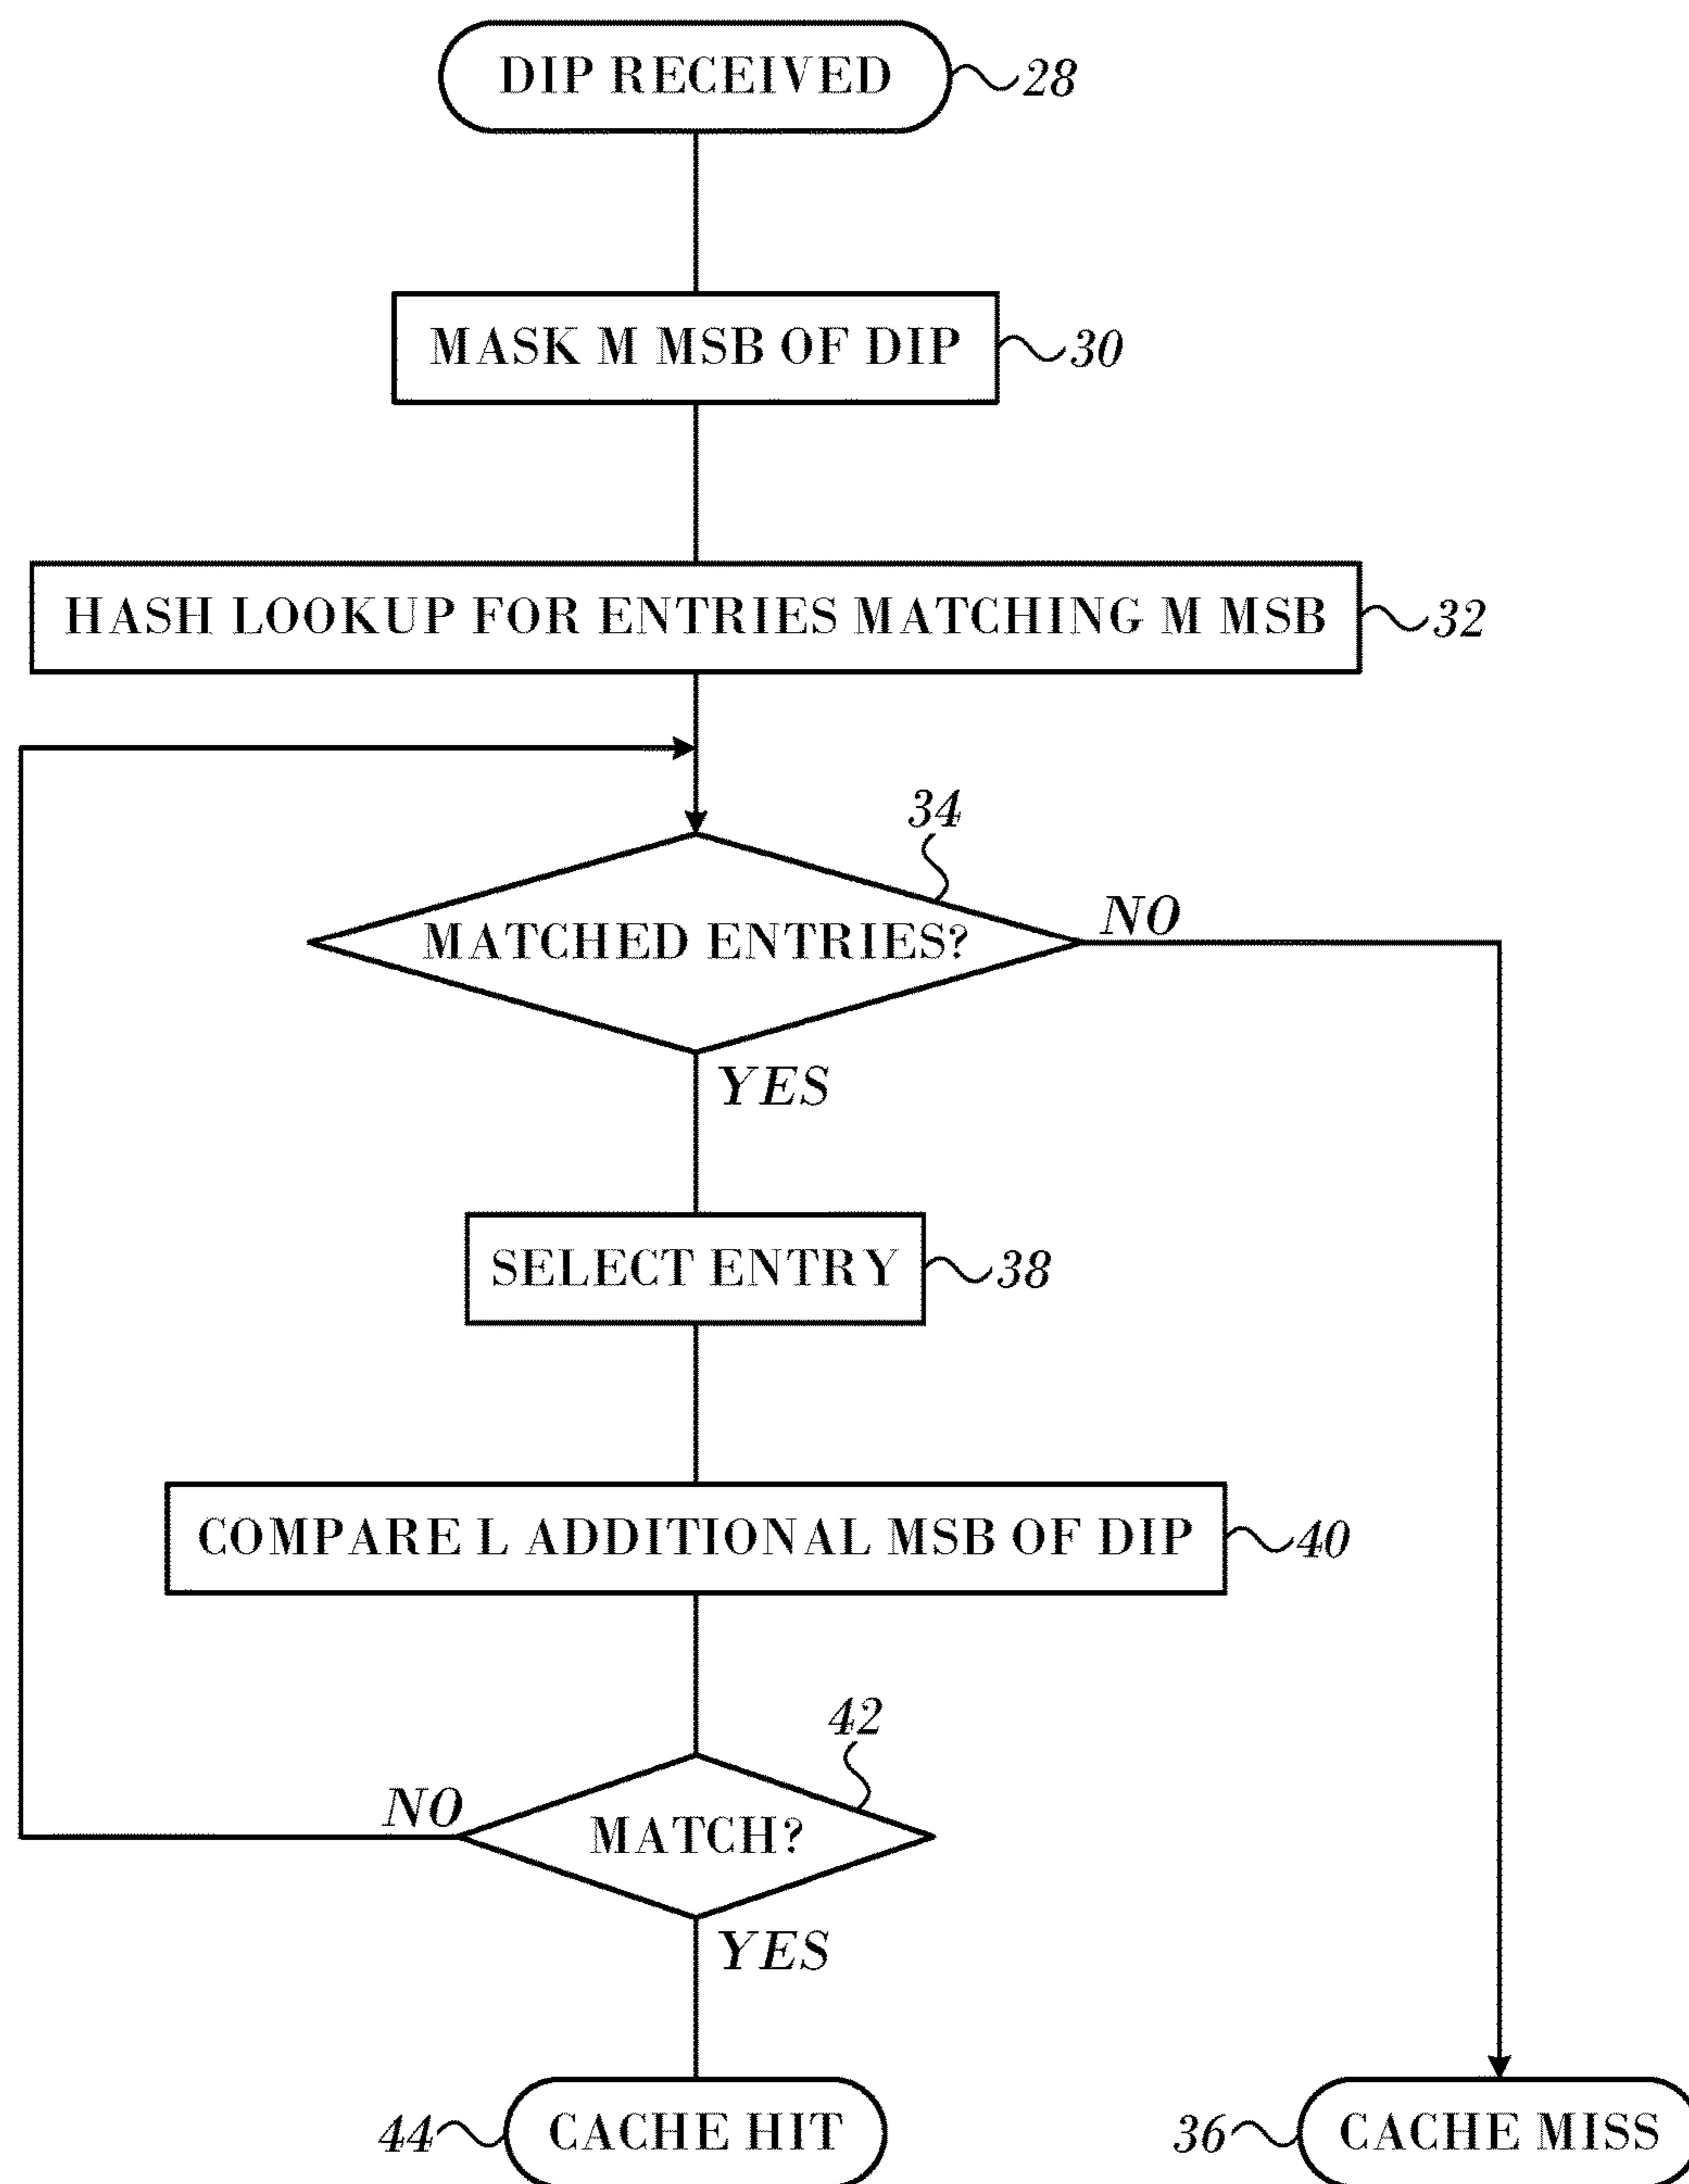 DIP RECEIVED 28
MASK M MSB OF DIP 30
HASH LOOKUP FOR ENTRIES MATCHING M MSB 32
34
MATCHED ENTRIES? NO
YES
SELECT ENTRY 38
COMPARE L ADDITIONAL MSB OF DIP 40
42
NO MATCH?
YES
44 CACHE HIT
36 CACHE MISS